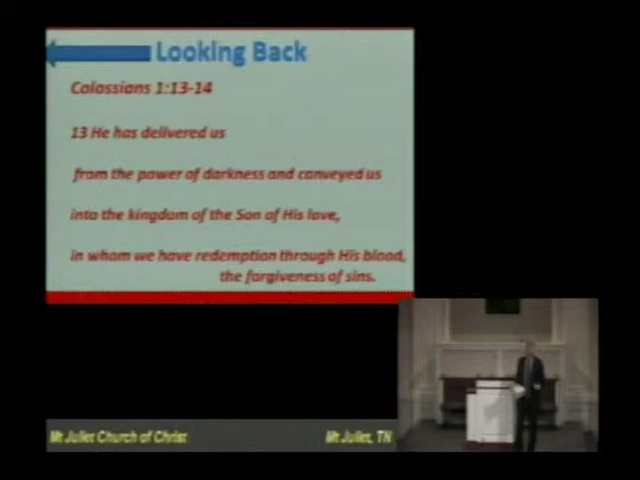 Looking Back
Colossians 1:13-14
13 He has delivered us
from the power of darkness and conveyed us
into the kingdom of the Son of His love,
in whom we have redemption through His blood,
the forgiveness of sins.
Mt Juliet Church of Christ
Mt Juliet, TN